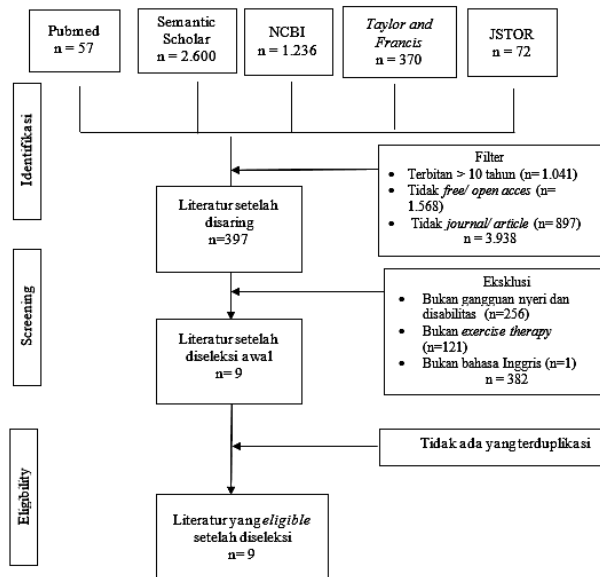 Pubmed
n = 57
Semantic
Scholar
n = 2.600
NCBI
n = 1.236
Taylor and
Francis
n = 370
JSTOR
n = 72
Identifikasi
Filter
• Terbitan > 10 tahun (n= 1.041)
• Tidak free/ open acces (n=
1.568)
• Tidak journal/article (n= 897)
n = 3.938
Literatur setelah
disaring
n=397
Screening
Eksklusi
• Bukan gangguan nyeri dan
disabilitas (n=256)
• Bukan exercise therapy
(n=121)
• Bukan bahasa Inggris (n=1)
n = 382
Literatur setelah
diseleksi awal
n= 9
Eligibility
Tidak ada yang terduplikasi
Literatur yang eligible
setelah diseleksi
n= 9